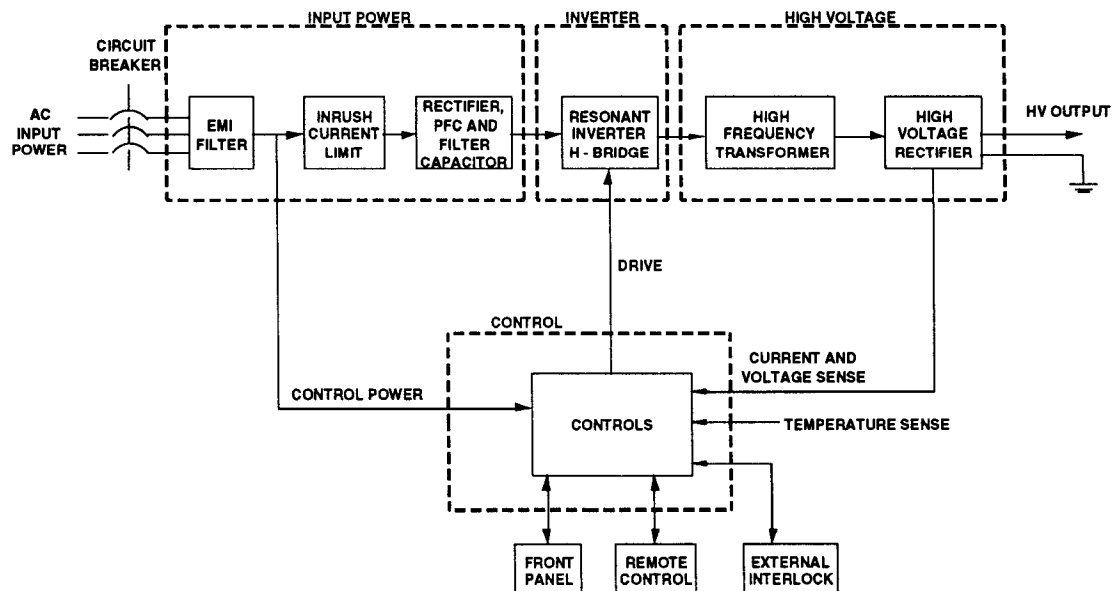 INPUT POWER
INVERTER
HIGH VOLTAGE
CIRCUIT
BREAKER
AC
INPUT
POWER
EMI
FILTER
INRUSH
CURRENT
LIMIT
RECTIFIER,
PFC AND
FILTER
CAPACITOR
RESONANT
INVERTER
H - BRIDGE
HIGH
FREQUENCY
TRANSFORMER
HIGH
VOLTAGE
RECTIFIER
HV OUTPUT
DRIVE
CONTROL
CONTROL POWER
CONTROLS
CURRENT AND
VOLTAGE SENSE
TEMPERATURE SENSE
FRONT
PANEL
REMOTE
CONTROL
EXTERNAL
INTERLOCK